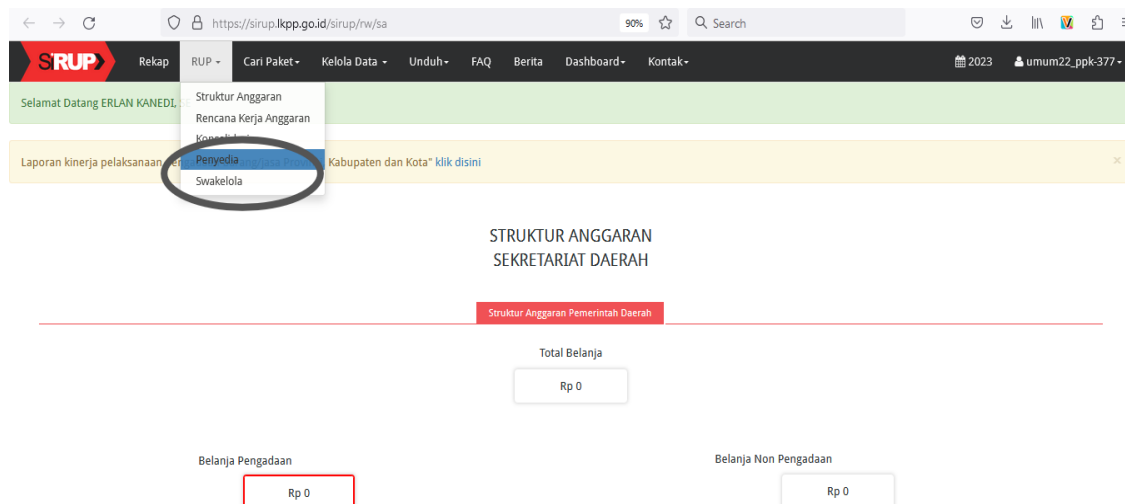 https://sirup.lkpp.go.id/sirup/rw/sa
90%
Search
SiRUP
Rekap RUP Cari Paket Kelola Data Unduh FAQ Berita Dashboard Kontak 2023 umum22_ppk-377
Selamat Datang ERLAN KANEDI,
Struktur Anggaran
Rencana Kerja Anggaran
Penyedia
Swakelola
Laporan kinerja pelaksanaan Kabupaten dan Kota" klik disini ×
STRUKTUR ANGGARAN
SEKRETARIAT DAERAH
Struktur Anggaran Pemerintah Daerah
Total Belanja
Rp 0
Belanja Pengadaan
Rp 0
Belanja Non Pengadaan
Rp 0